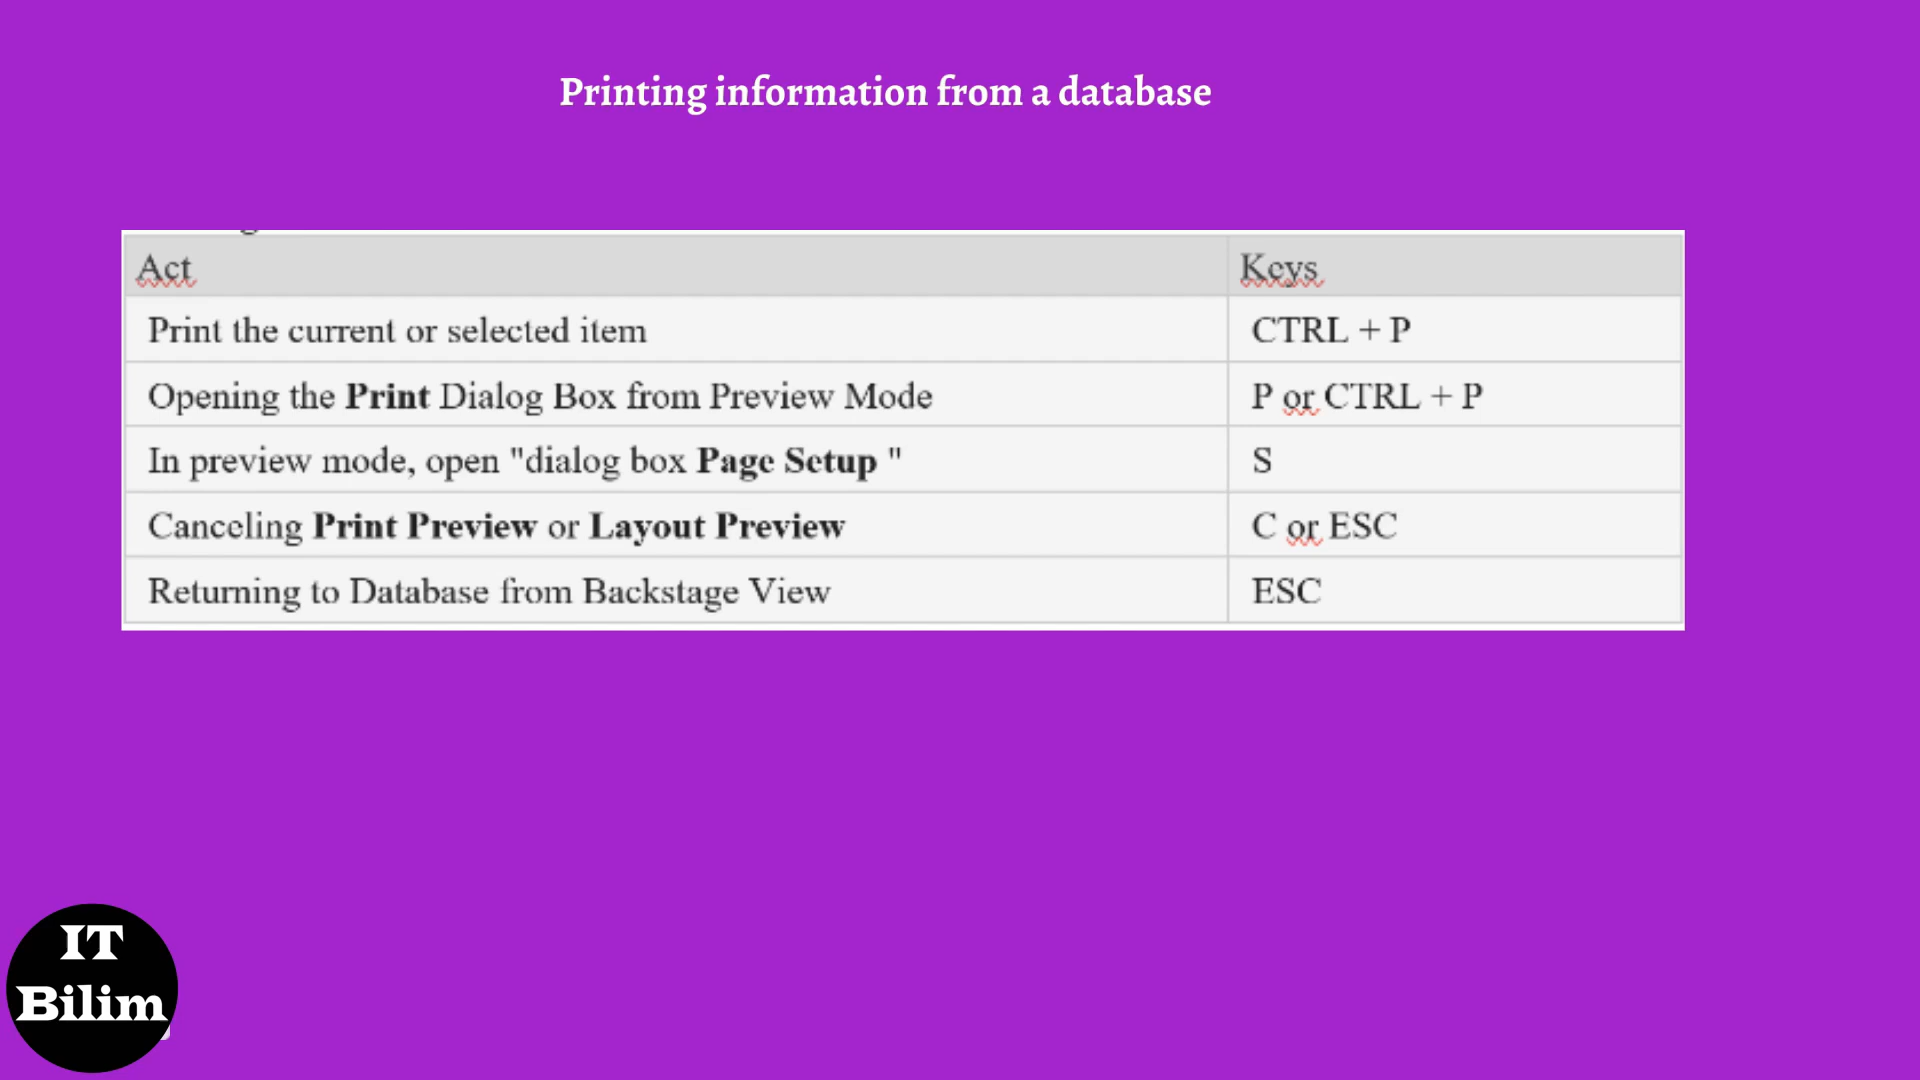 Printing information from a database
Act Keys
Print the current or selected item CTRL + P
Opening the Print Dialog Box from Preview Mode P or CTRL + P
In preview mode, open "dialog box Page Setup " S
Canceling Print Preview or Layout Preview C or ESC
Returning to Database from Backstage View ESC
IT
Bilim